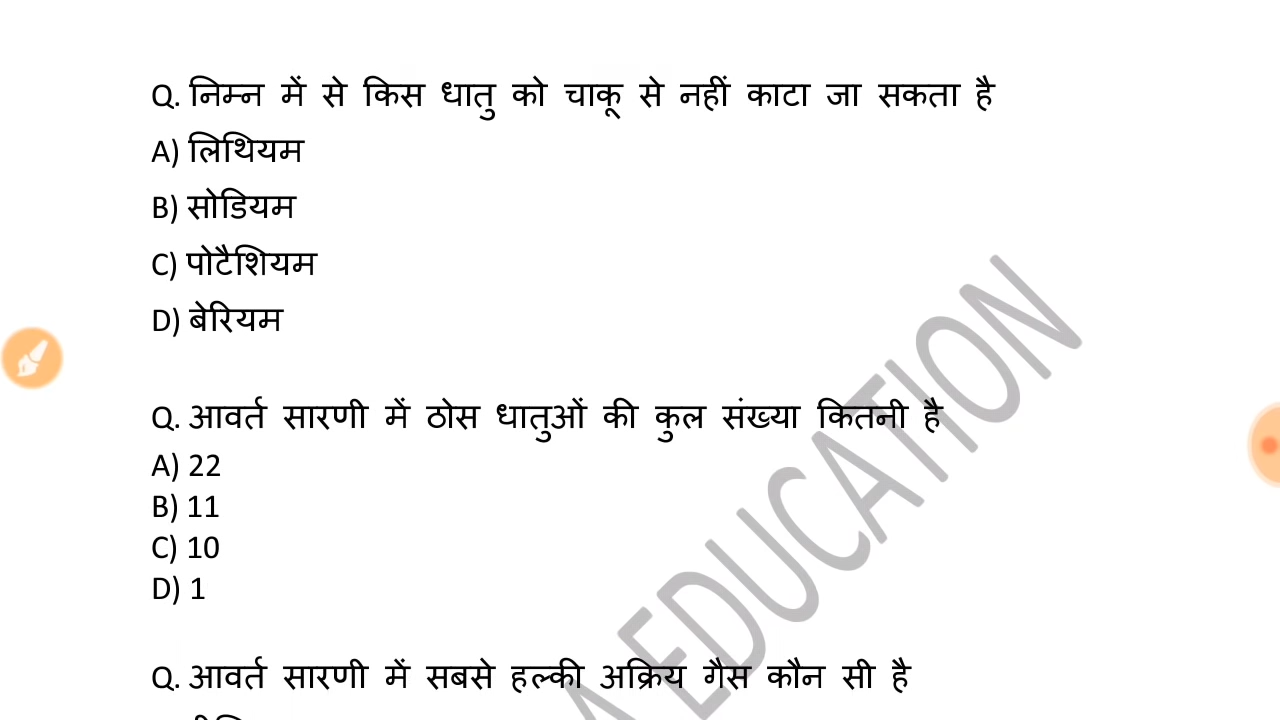 Q. निम्न में से किस धातु को चाकू से नहीं काटा जा सकता है
A) लिथियम
B) सोडियम
C) पोटैशियम
D) बेरियम
Q. आवर्त सारणी में ठोस धातुओं की कुल संख्या कितनी है
A) 22
B) 11
C) 10
D) 1
Q. आवर्त सारणी में सबसे हल्की अक्रिय गैस कौन सी है
A EDUCATION